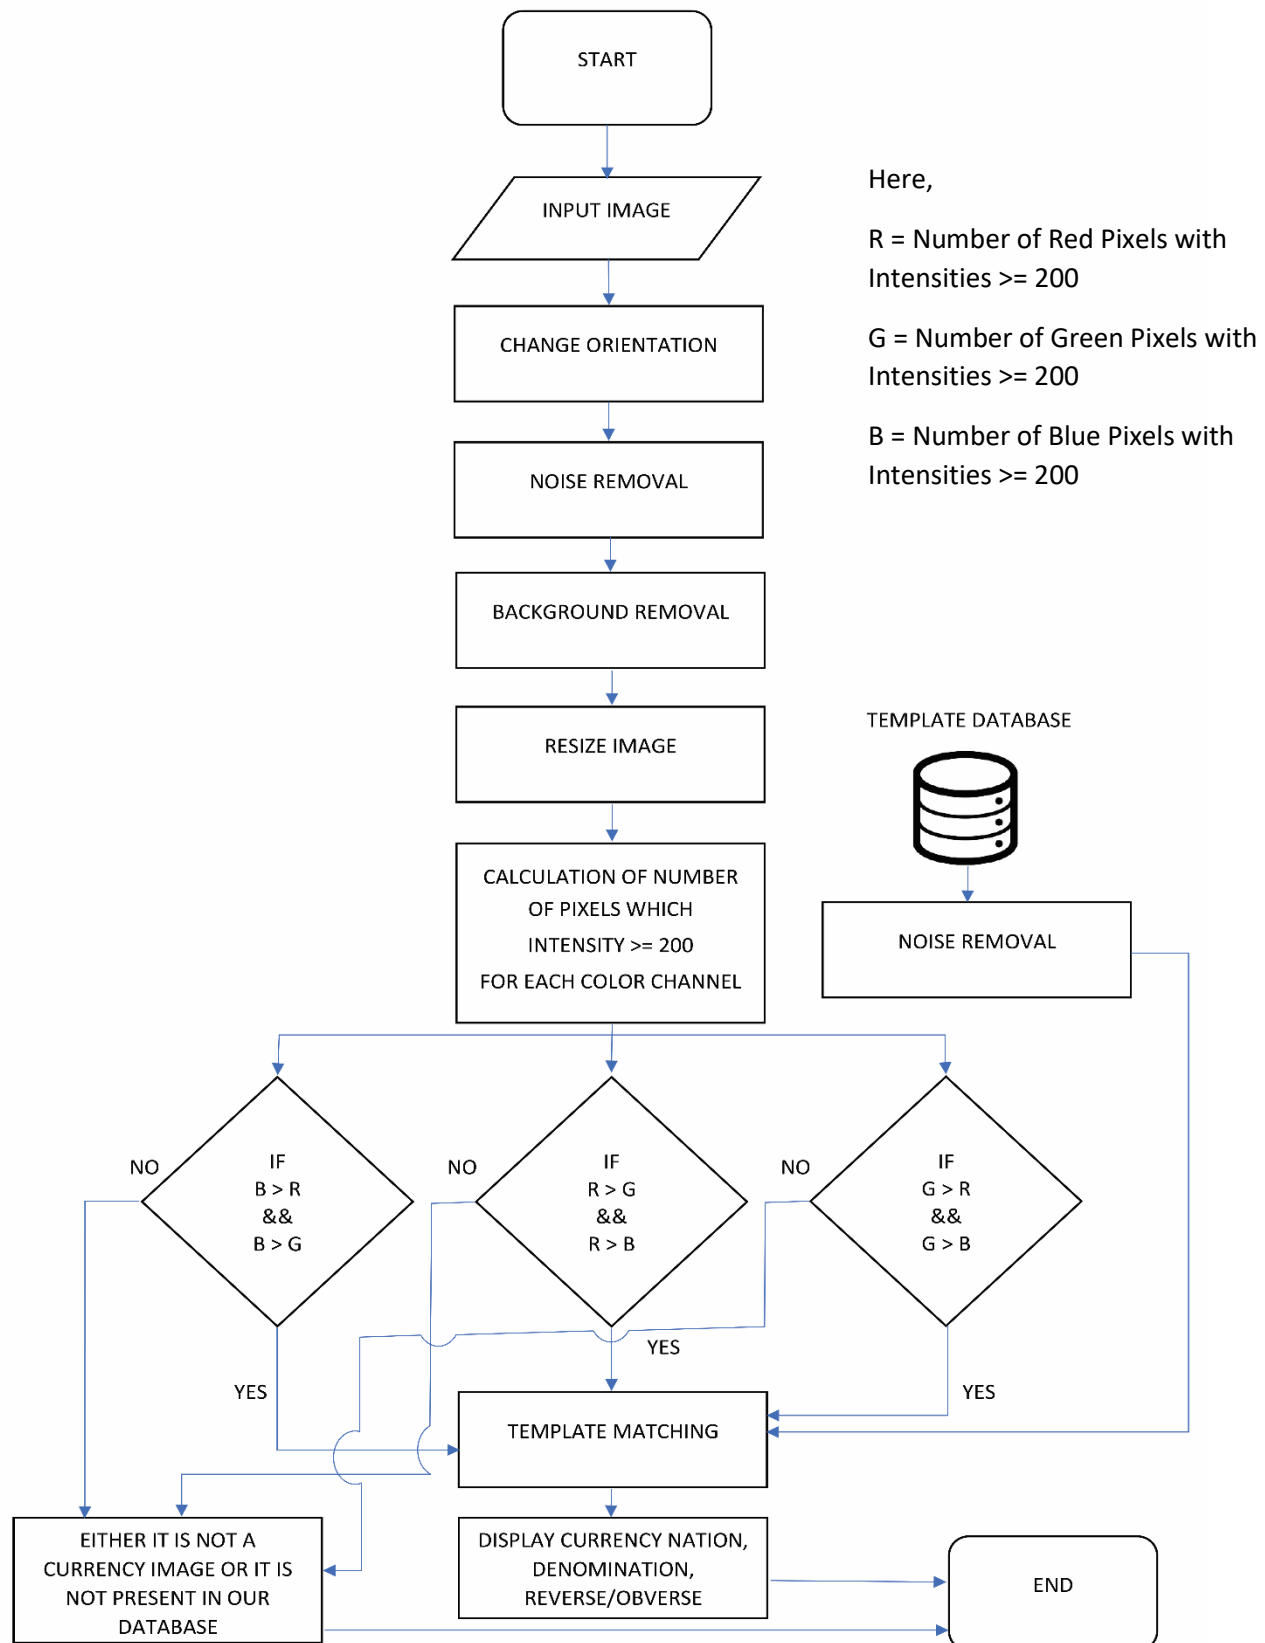 START
INPUT IMAGE
Here,
R = Number of Red Pixels with
Intensities >= 200
G = Number of Green Pixels with
Intensities >= 200
B = Number of Blue Pixels with
Intensities >= 200
CHANGE ORIENTATION
NOISE REMOVAL
BACKGROUND REMOVAL
RESIZE IMAGE
TEMPLATE DATABASE
CALCULATION OF NUMBER
OF PIXELS WHICH
INTENSITY >= 200
FOR EACH COLOR CHANNEL
NOISE REMOVAL
NO
IF
B > R
&&
B > G
NO
IF
R > G
&&
R > B
NO
IF
G > R
&&
G > B
YES
YES
YES
TEMPLATE MATCHING
EITHER IT IS NOT A
CURRENCY IMAGE OR IT IS
NOT PRESENT IN OUR
DATABASE
DISPLAY CURRENCY NATION,
DENOMINATION,
REVERSE/OBVERSE
END